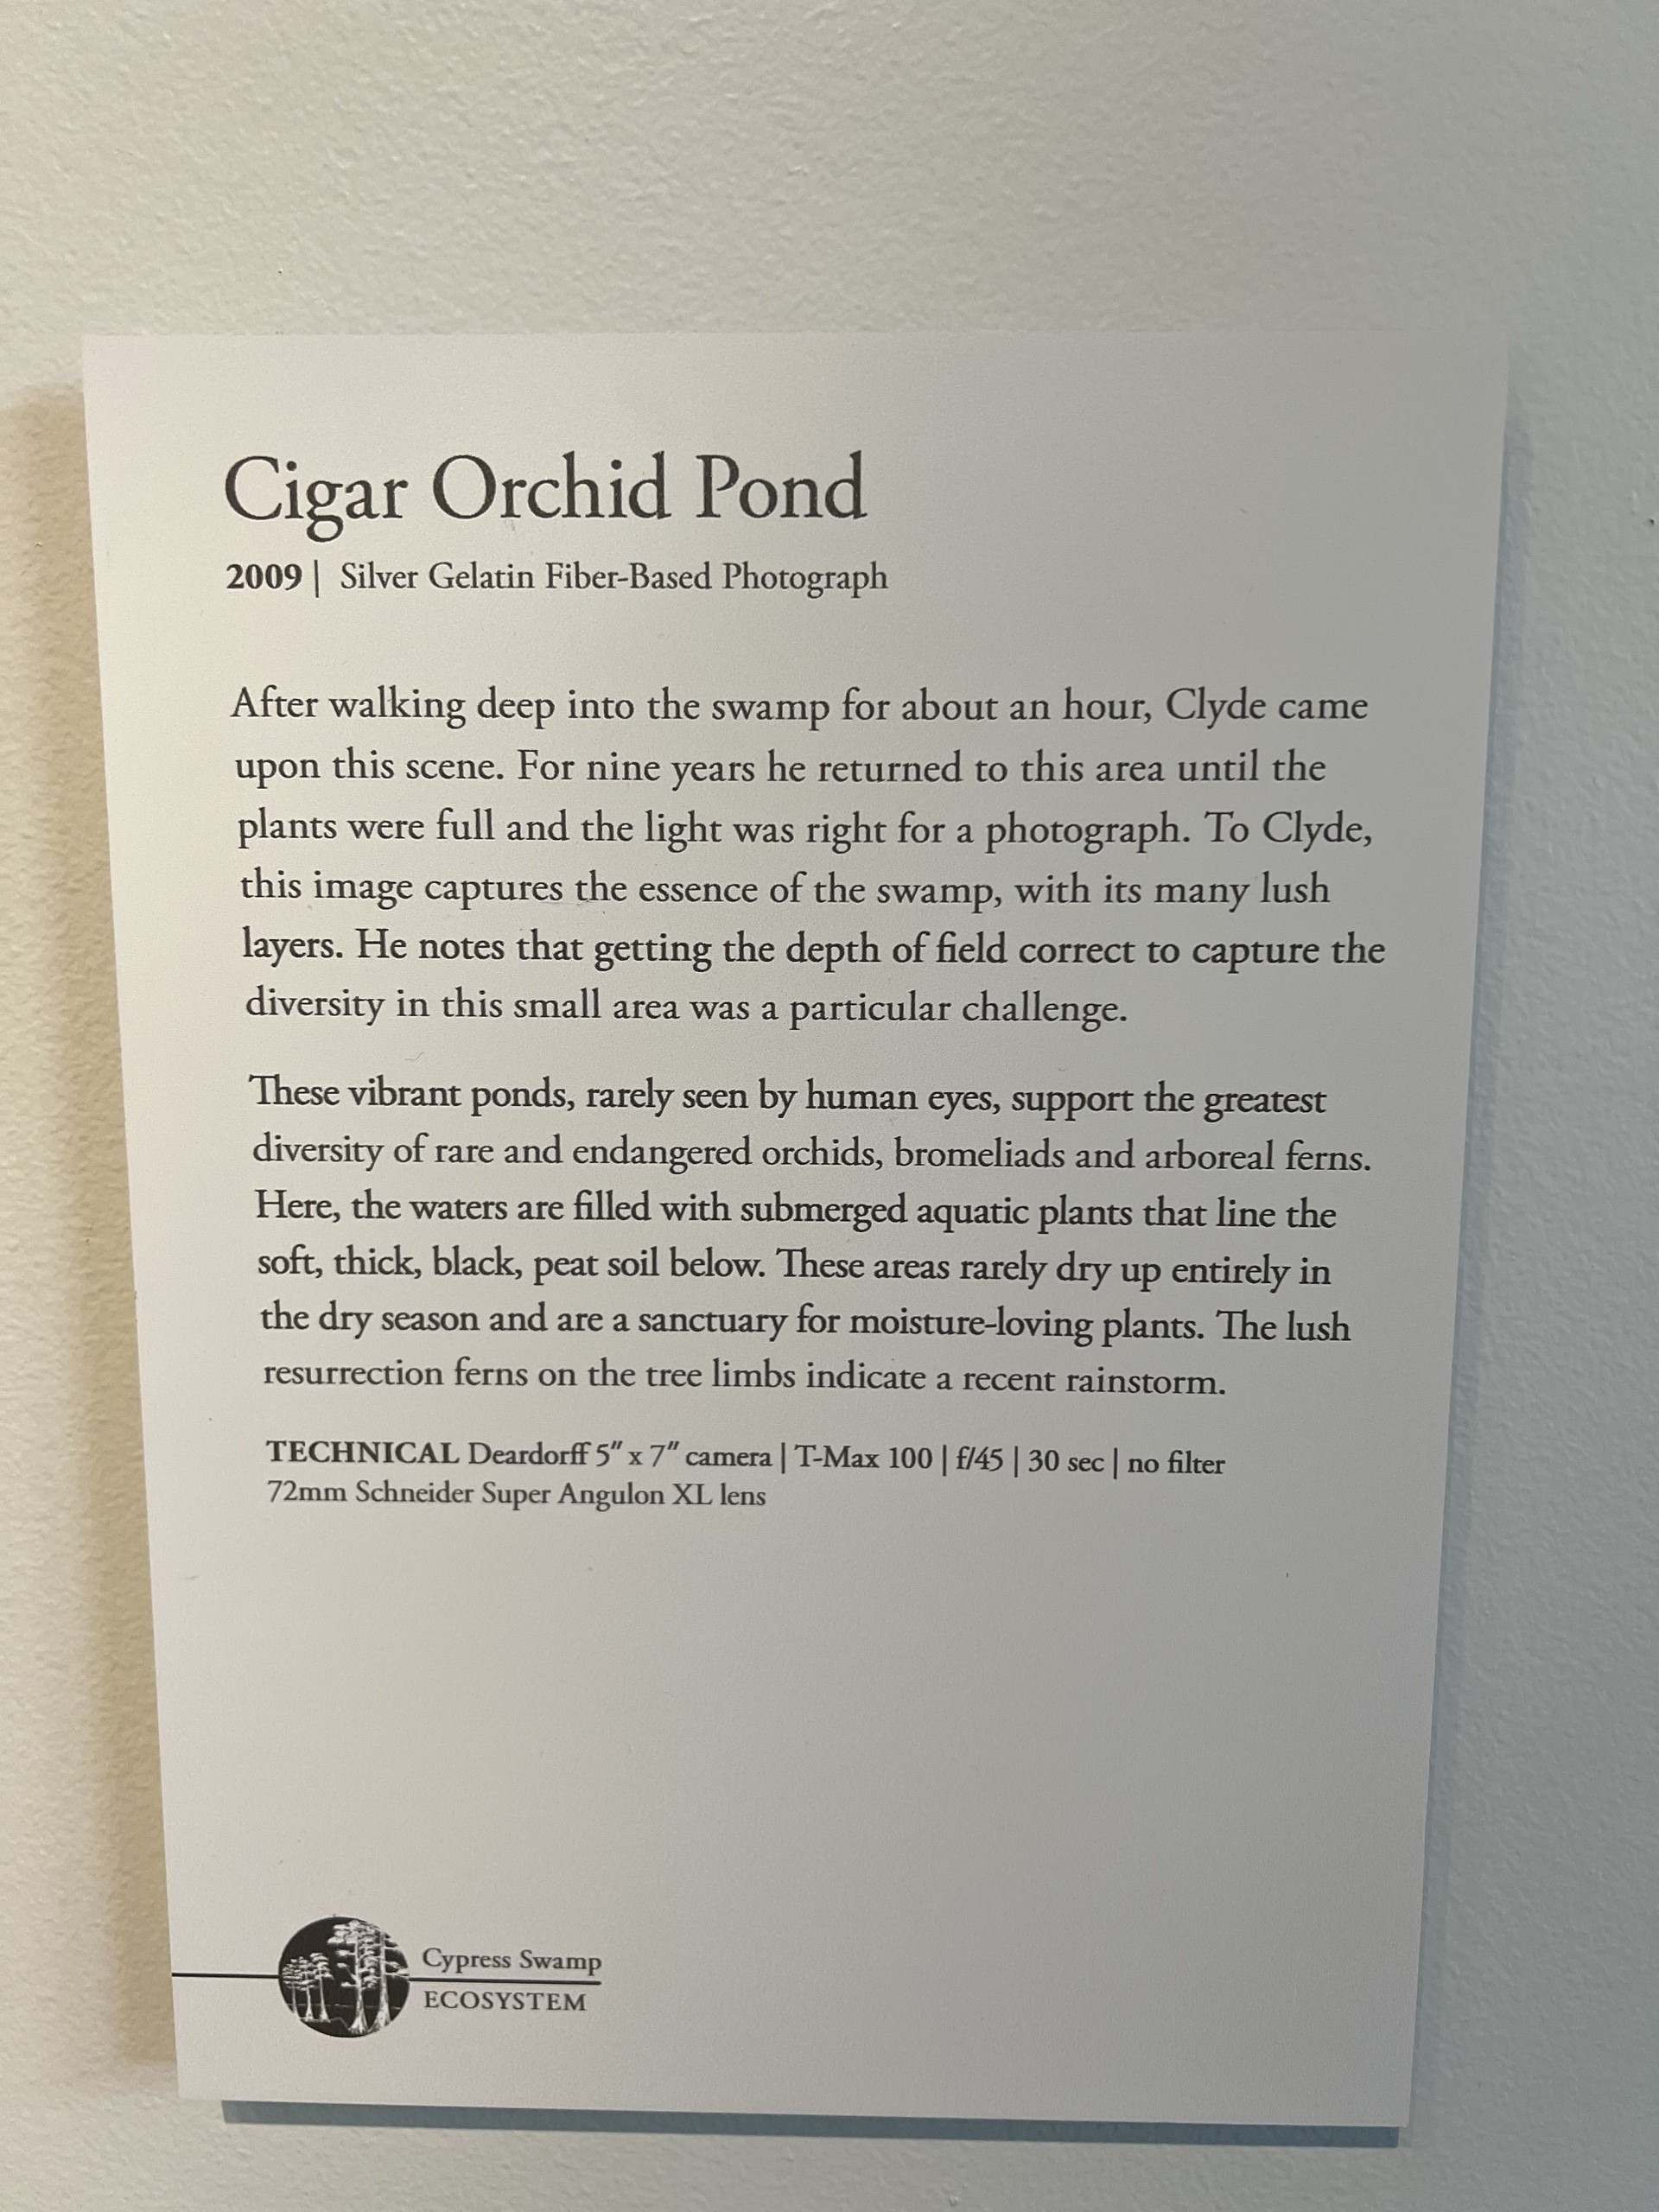 Cigar Orchid Pond
2009 | Silver Gelatin Fiber-Based Photograph
After walking deep into the swamp for about an hour, Clyde came
upon this scene. For nine years he returned to this area until the
plants were full and the light was right for a photograph. To Clyde,
this image captures the essence of the swamp, with its many lush
layers. He notes that getting the depth of field correct to capture the
diversity in this small area was a particular challenge.
These vibrant ponds, rarely seen by human eyes, support the greatest
diversity of rare and endangered orchids, bromeliads and arboreal ferns.
Here, the waters are filled with submerged aquatic plants that line the
soft, thick, black, peat soil below. These areas rarely dry up entirely in
the dry season and are a sanctuary for moisture-loving plants. The lush
resurrection ferns on the tree limbs indicate a recent rainstorm.
TECHNICAL Deardorff 5" x 7" camera | T-Max 100 | f/45 | 30 sec | no filter
72mm Schneider Super Angulon XL lens
Cypress Swamp
ECOSYSTEM